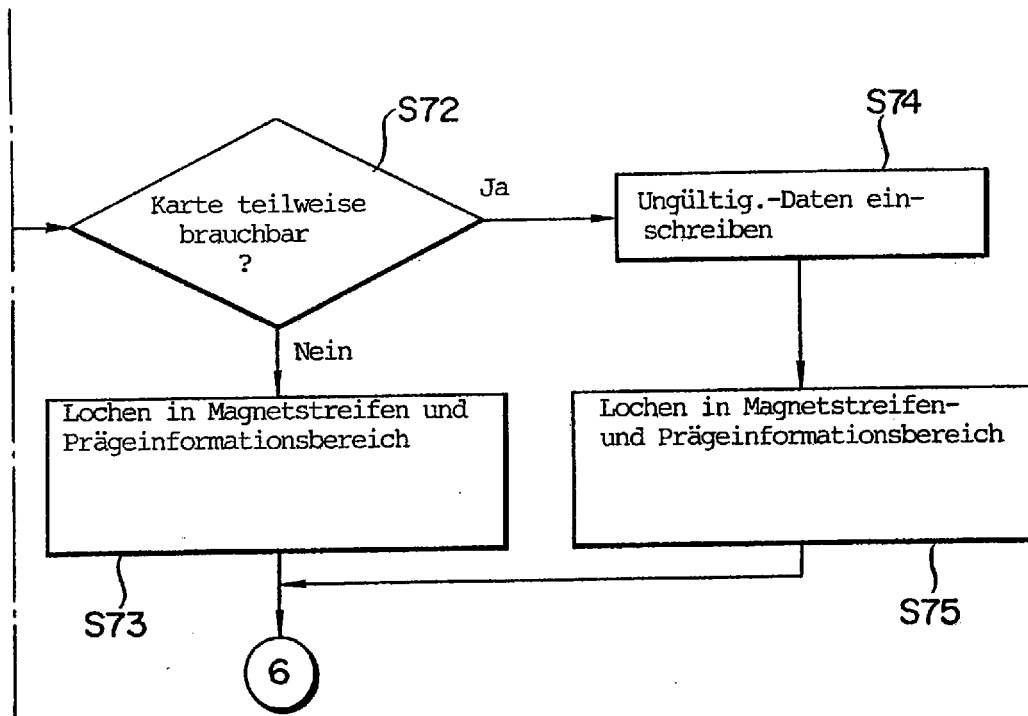 S72
S74
Karte teilweise
brauchbar
?
Ja
Ungültig.-Daten ein-
schreiben
Nein
Lochen in Magnetstreifen und
Prägeinformationsbereich
Lochen in Magnetstreifen-
und Prägeinformationsbereich
S73
S75
6